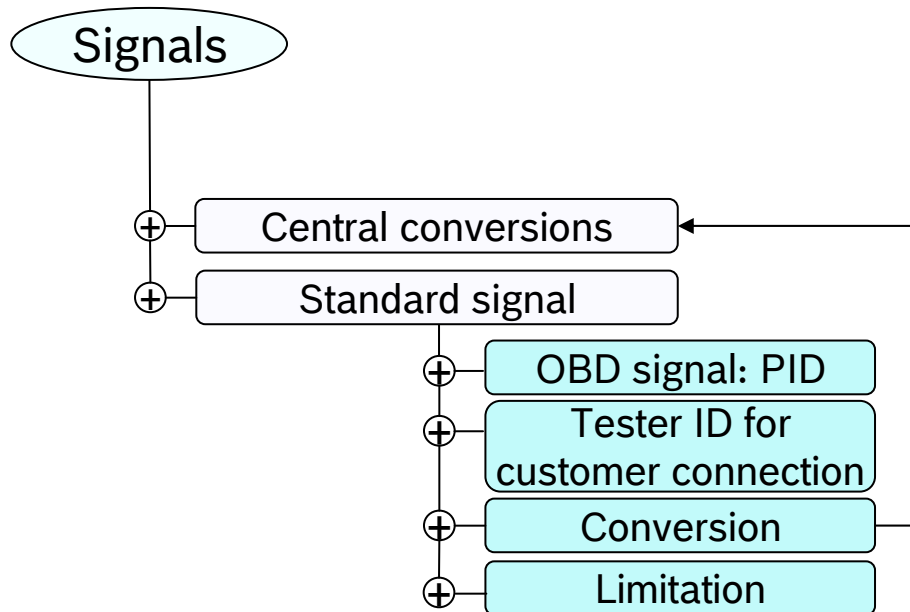 Signals
Central conversions
Standard signal
OBD signal: PID
Tester ID for
customer connection
Conversion
Limitation